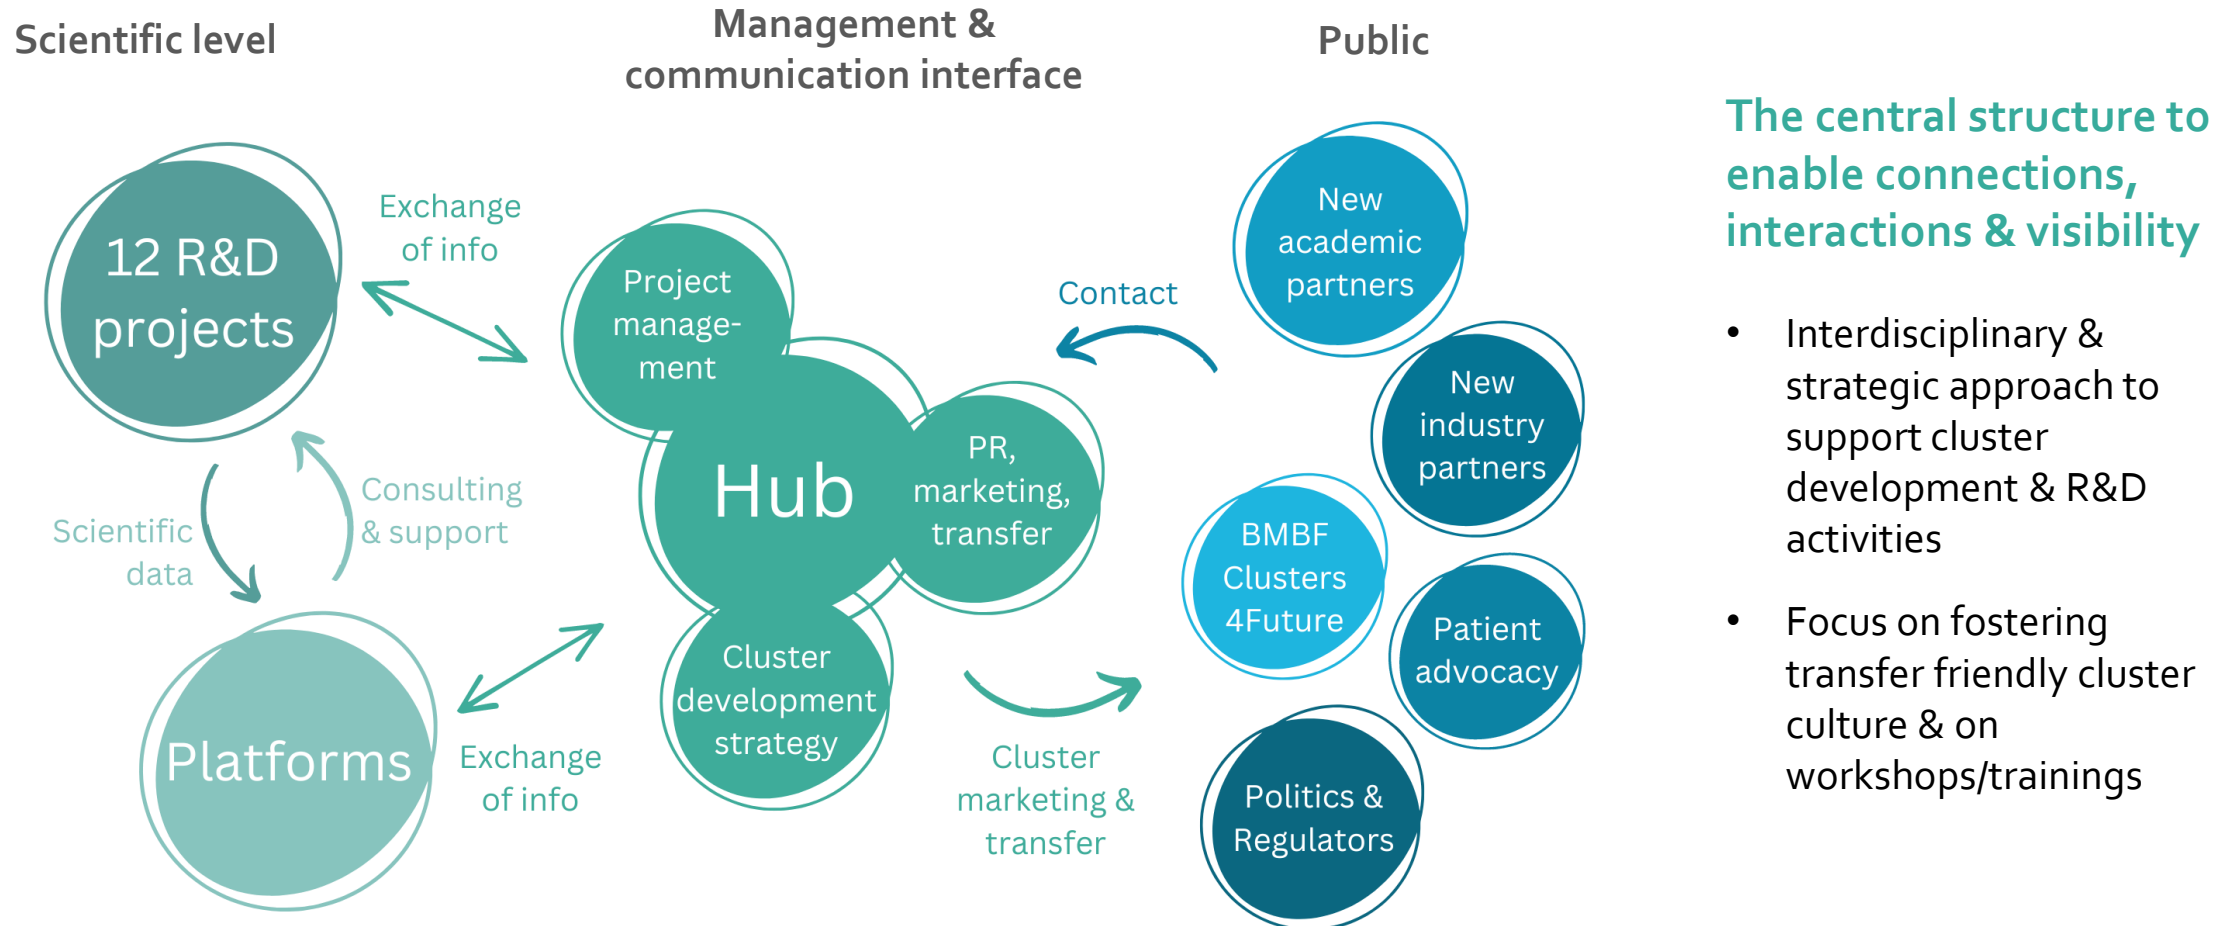 Scientific level
Management &
communication interface
Public
12 R&D
projects
Exchange
of info
Scientific
data
Consulting
& support
Platforms
Exchange
of info
Project
manage-
ment
Hub
PR,
marketing,
transfer
Cluster
development
strategy
Contact
Cluster
marketing &
transfer
New
academic
partners
New
industry
partners
BMBF
Clusters
4Future
Patient
advocacy
Politics &
Regulators
The central structure to
enable connections,
interactions & visibility
• Interdisciplinary &
strategic approach to
support cluster
development & R&D
activities
• Focus on fostering
transfer friendly cluster
culture & on
workshops/trainings